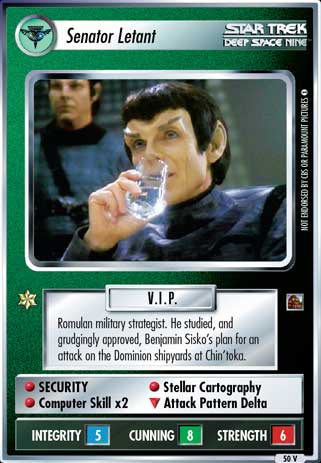 Senator Letant
STAR TREK
DEEP SPACE NINE
NOT ENDORSED BY CBS OR PARAMOUNT PICTURES
V.I.P.
Romulan military strategist. He studied, and
grudgingly approved, Benjamin Sisko's plan for an
attack on the Dominion shipyards at Chin'toka.
SECURITY
Stellar Cartography
Computer Skill x2
Attack Pattern Delta
INTEGRITY 5 CUNNING 8 STRENGTH 6
50 V